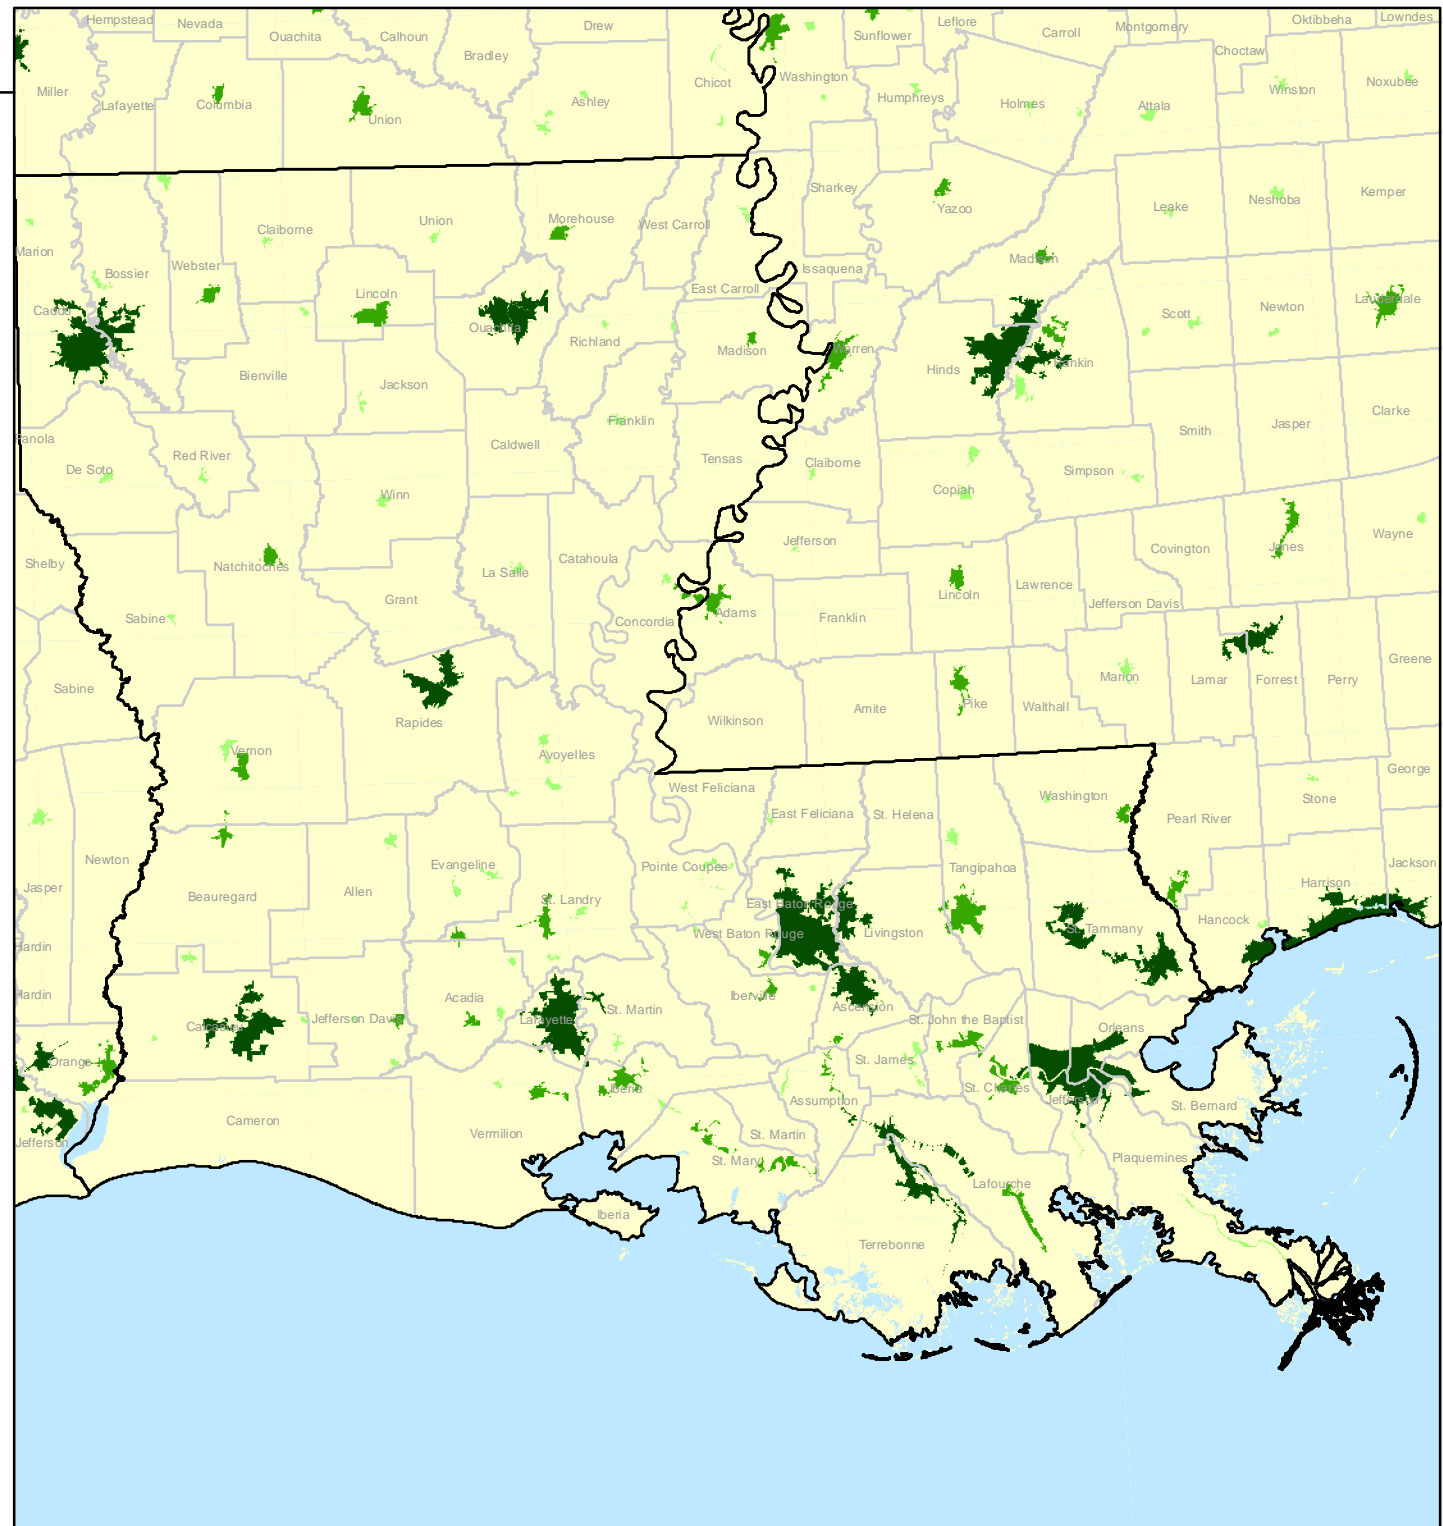 Hempstead
Nevada
Ouachita
Calhoun
Bradley
Drew
Chicot
Washington
Sunflower
Leflore
Carroll
Montgomery
Choctaw
Oktibbeha
Lowndes
Miller
Lafayette
Columbia
Union
Ashley
Humphreys
Holmes
Attala
Winston
Noxubee
Sharkey
Yazoo
Leake
Neshoba
Kemper
Marion
Bossier
Webster
Claiborne
Union
Morehouse
West Carroll
East Carroll
Issaquena
Madison
Caddo
Lincoln
Ouachita
Richland
Madison
Warren
Hinds
Rankin
Scott
Newton
Lauderdale
Bienville
Jackson
Franklin
Caldwell
Tensas
Claiborne
Copiah
Simpson
Smith
Jasper
Clarke
Panola
De Soto
Red River
Winn
Shelby
Natchitoches
Grant
La Salle
Catahoula
Concordia
Jefferson
Adams
Franklin
Lincoln
Lawrence
Jefferson Davis
Covington
Jones
Wayne
Sabine
Sabine
Rapides
Vernon
Avoyelles
Wilkinson
Amite
Pike
Walthall
Marion
Lamar
Forrest
Perry
Greene
West Feliciana
East Feliciana
St. Helena
Washington
Pearl River
Stone
George
Newton
Jasper
Beauregard
Allen
Evangeline
St. Landry
Pointe Coupee
East Baton Rouge
West Baton Rouge
Livingston
Tangipahoa
St. Tammany
Hancock
Harrison
Jackson
Hardin
Hardin
Orange
Jefferson
Calcasieu
Jefferson Davis
Acadia
Lafayette
St. Martin
Iberville
Ascension
St. John the Baptist
St. James
St. Charles
Orleans
Jefferson
St. Bernard
Plaquemines
Cameron
Vermilion
Iberia
Assumption
St. Martin
St. Mary
Lafourche
Iberia
Terrebonne